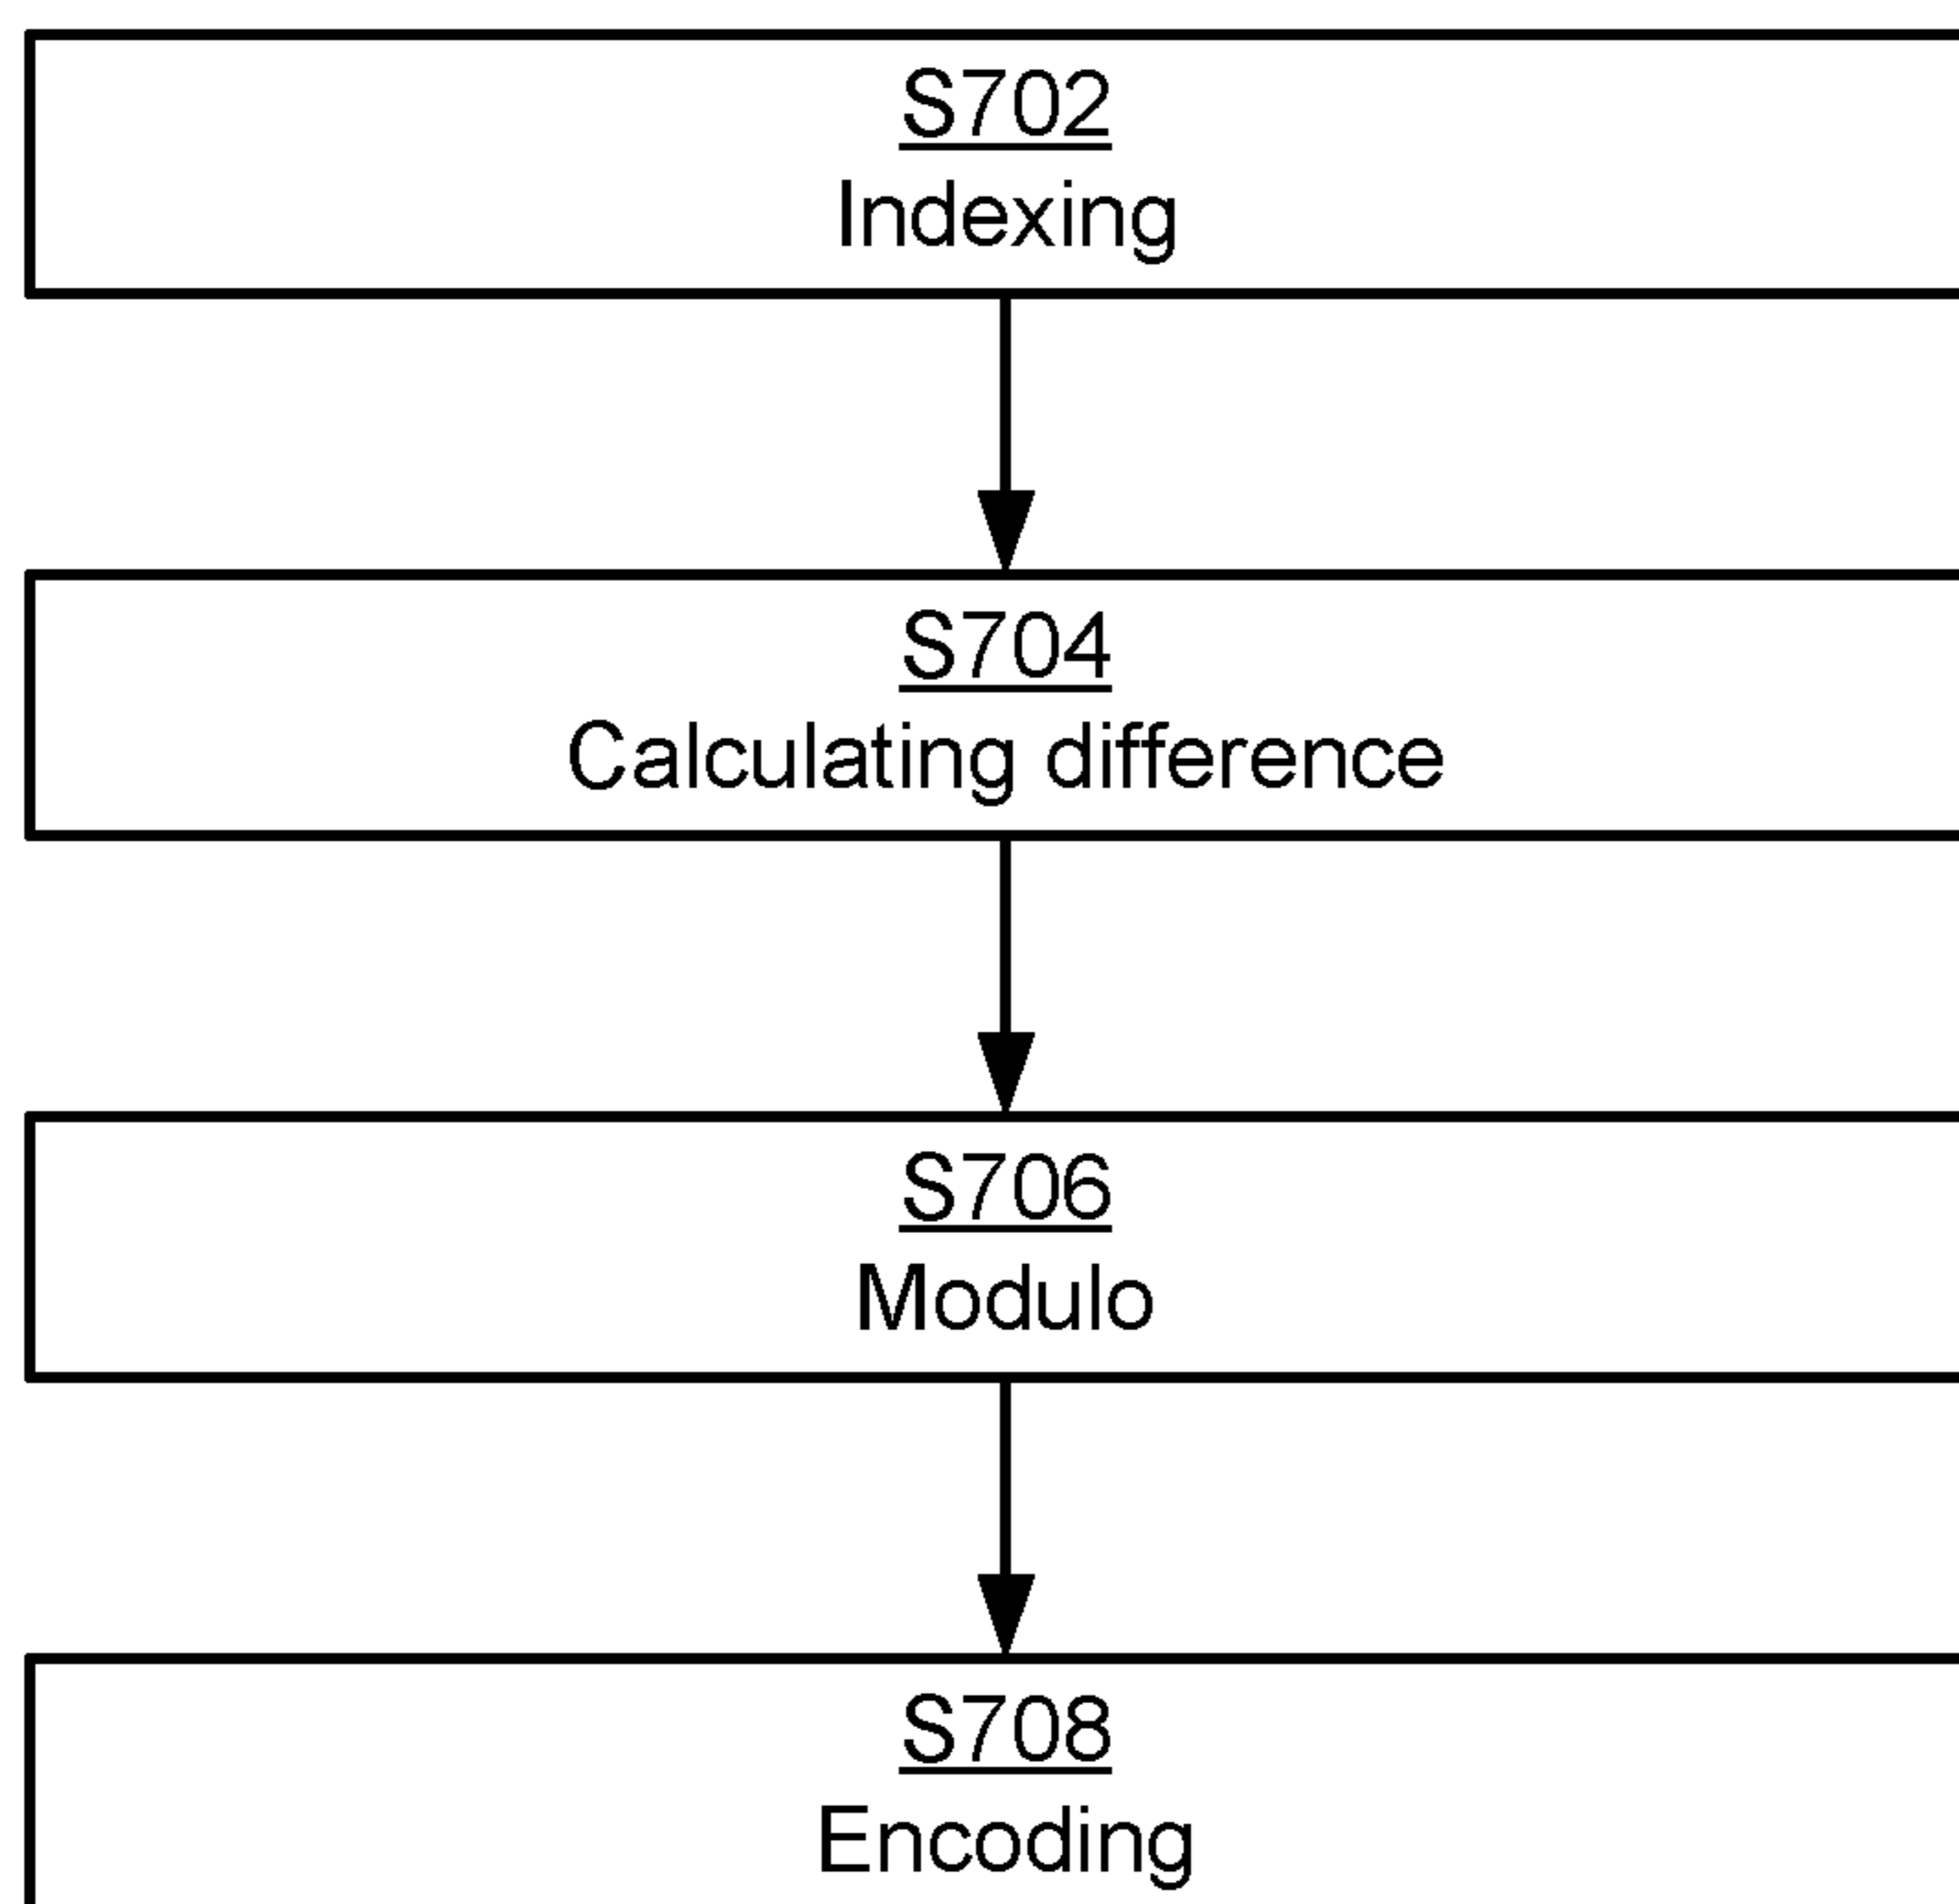 S702
Indexing
S704
Calculating difference
S706
Modulo
S708
Encoding